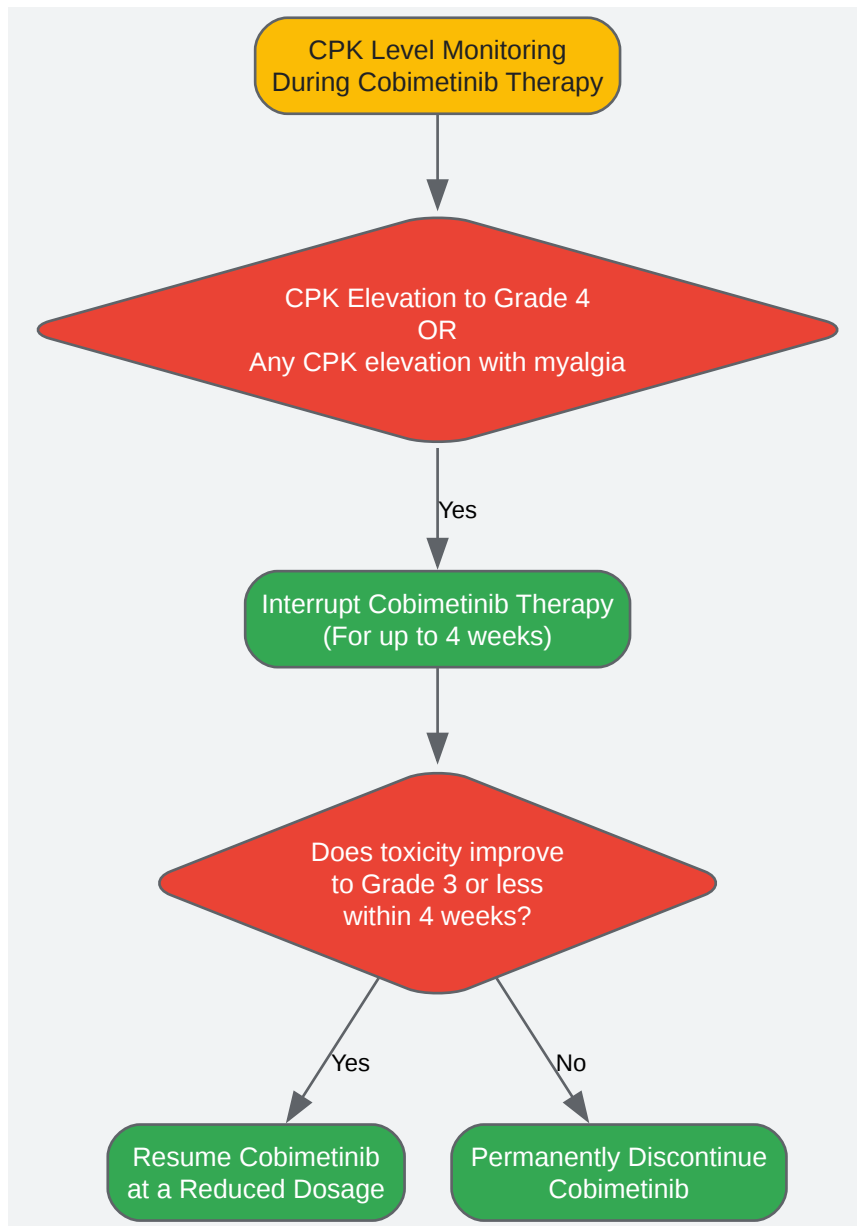 CPK Level Monitoring
During Cobimetinib Therapy
CPK Elevation to Grade 4
OR
Any CPK elevation with myalgia
Yes
Interrupt Cobimetinib Therapy
(For up to 4 weeks)
Does toxicity improve
to Grade 3 or less
within 4 weeks?
Yes
No
Resume Cobimetinib
at a Reduced Dosage
Permanently Discontinue
Cobimetinib